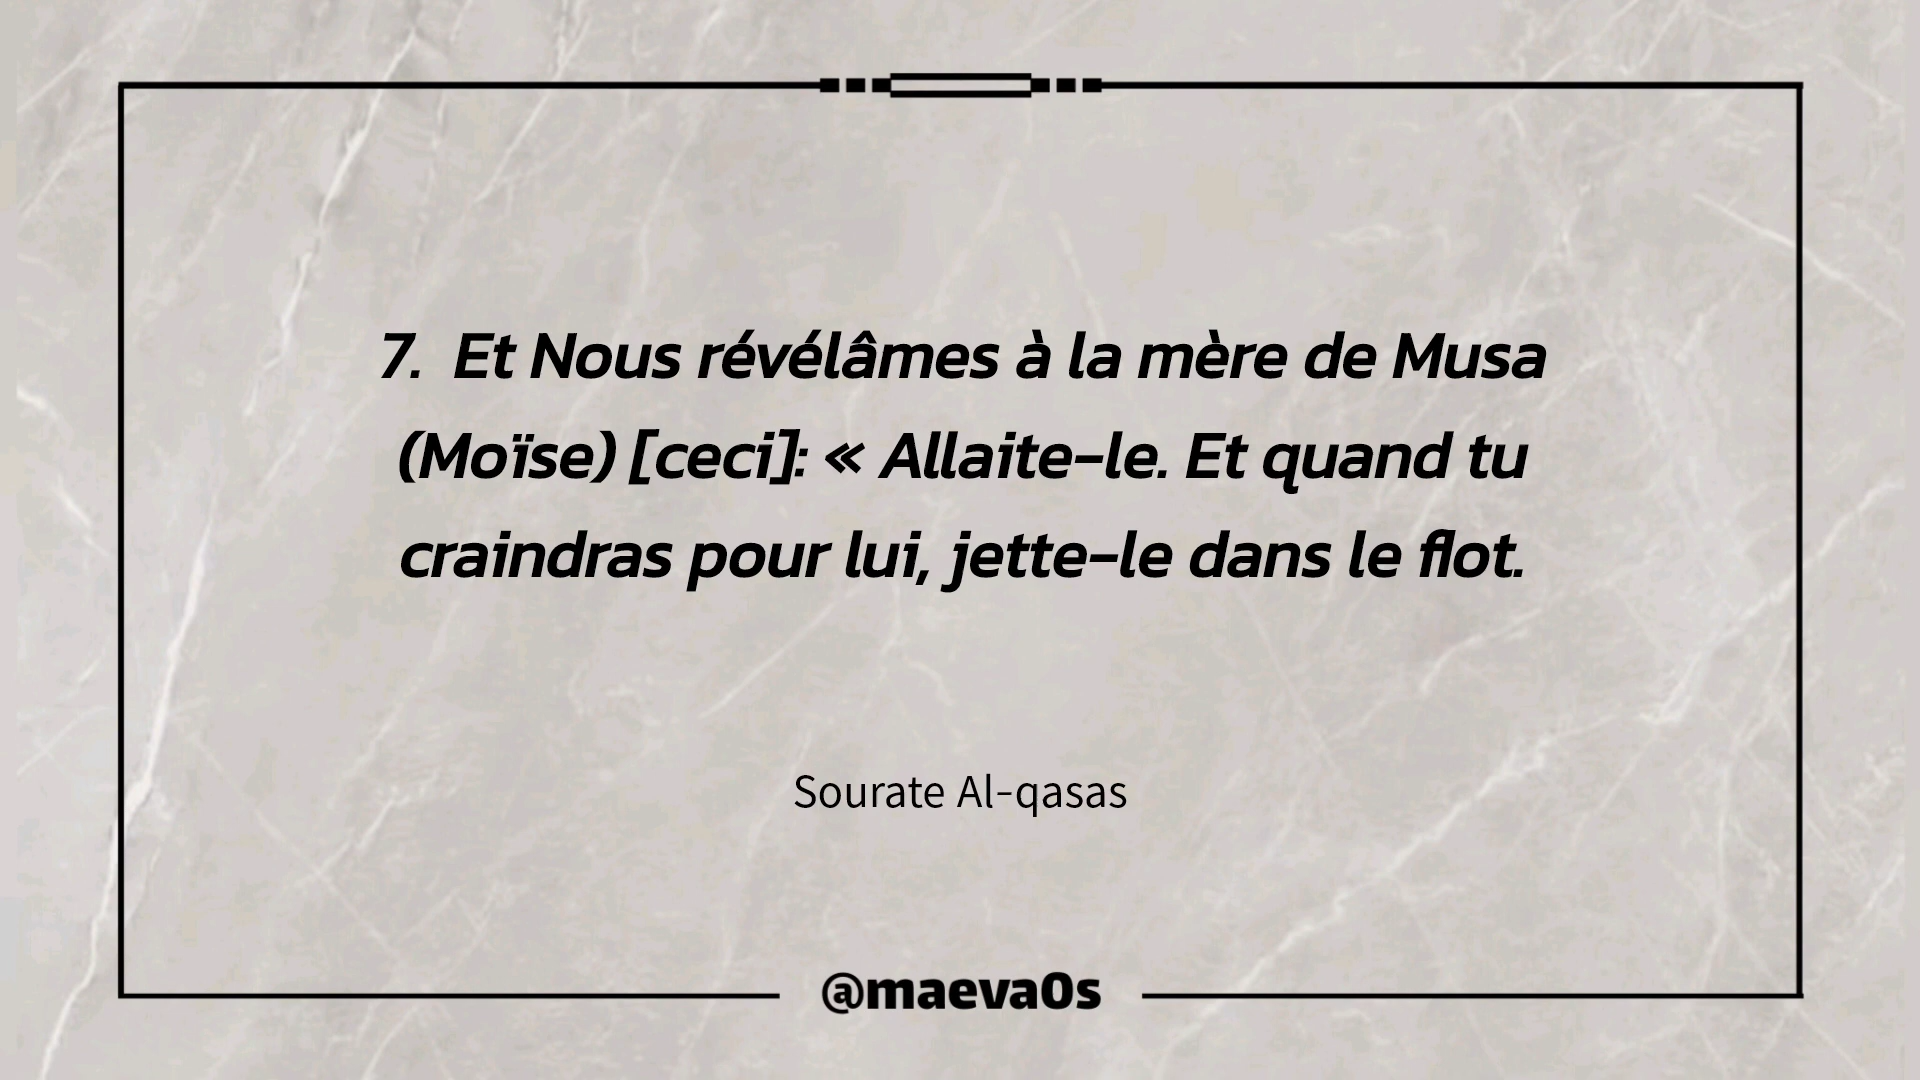 7. Et Nous révélâmes à la mère de Musa
(Moïse) [ceci]: « Allaite-le. Et quand tu
craindras pour lui, jette-le dans le flot.
Sourate Al-qasas
@maeva0s